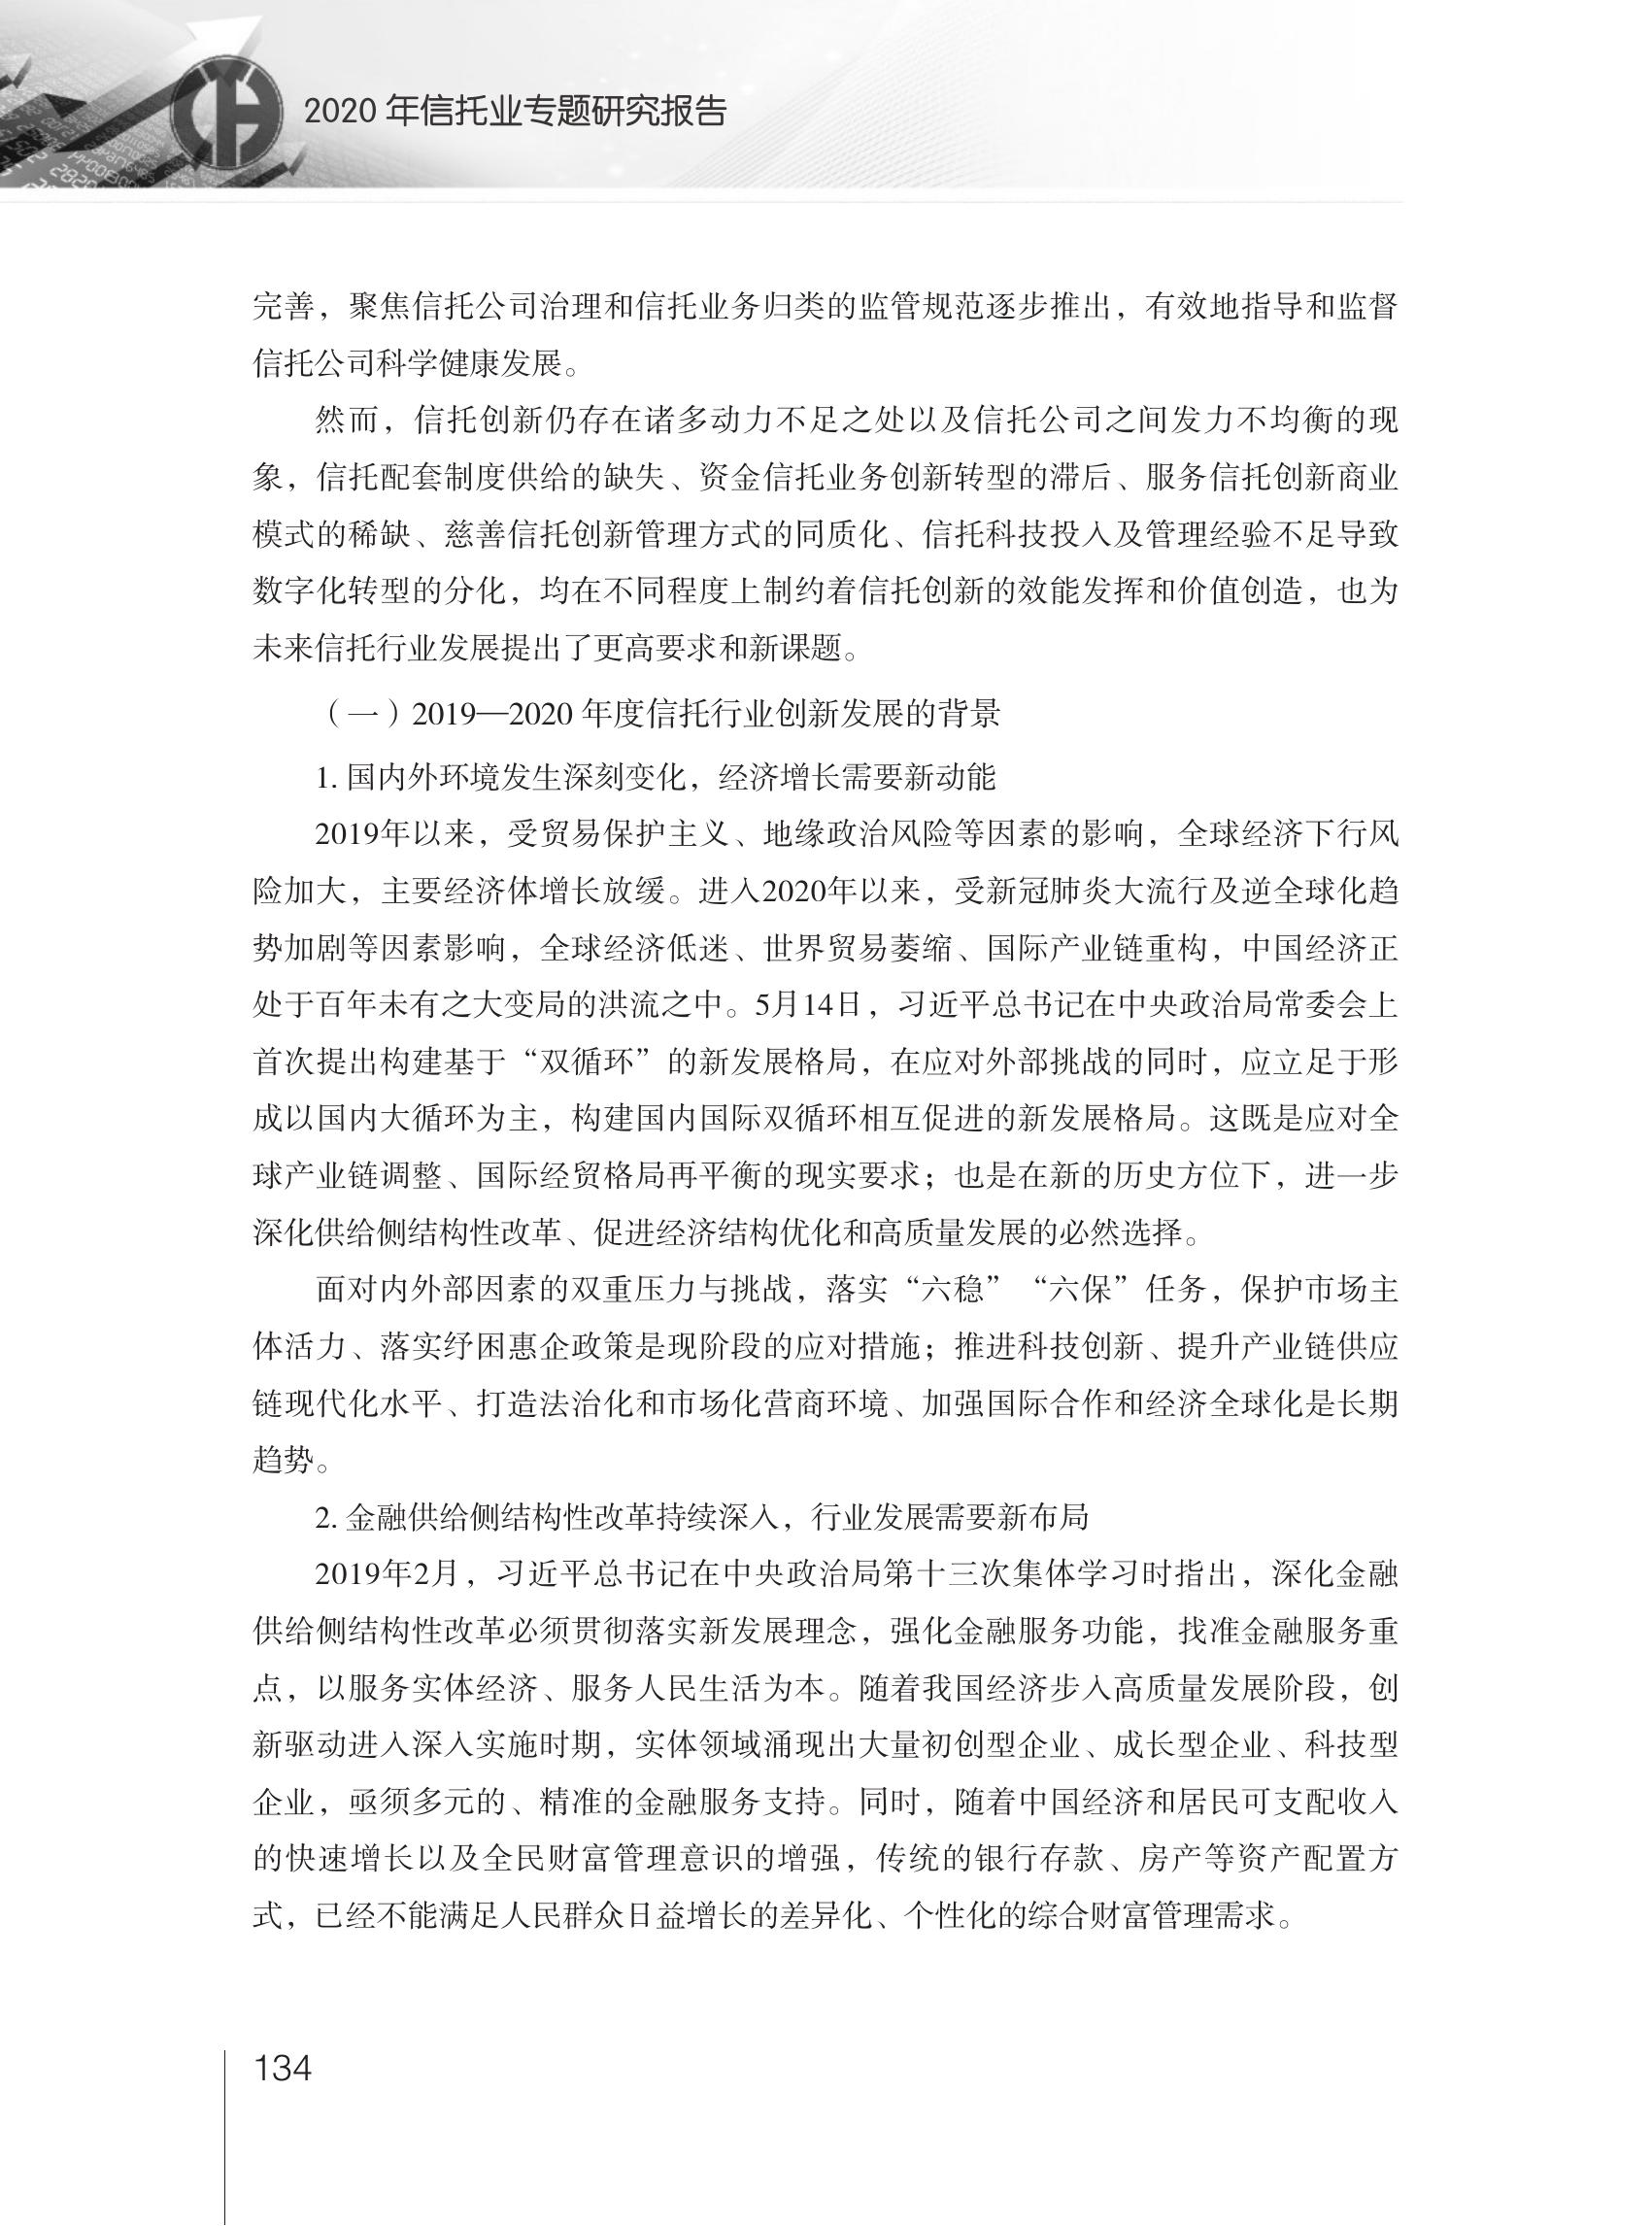 2020 年信托业专题研究报告
完善，聚焦信托公司治理和信托业务归类的监管规范逐步推出，有效地指导和监督
信托公司科学健康发展。
然而，信托创新仍存在诸多动力不足之处以及信托公司之间发力不均衡的现
象，信托配套制度供给的缺失、资金信托业务创新转型的滞后、服务信托创新商业
模式的稀缺、慈善信托创新管理方式的同质化、信托科技投入及管理经验不足导致
数字化转型的分化，均在不同程度上制约着信托创新的效能发挥和价值创造，也为
未来信托行业发展提出了更高要求和新课题。
（一）2019—2020 年度信托行业创新发展的背景
1. 国内外环境发生深刻变化，经济增长需要新动能
2019年以来，受贸易保护主义、地缘政治风险等因素的影响，全球经济下行风
险加大，主要经济体增长放缓。进入2020年以来，受新冠肺炎大流行及逆全球化趋
势加剧等因素影响，全球经济低迷、世界贸易萎缩、国际产业链重构，中国经济正
处于百年未有之大变局的洪流之中。5月14日，习近平总书记在中央政治局常委会上
首次提出构建基于“双循环”的新发展格局，在应对外部挑战的同时，应立足于形
成以国内大循环为主，构建国内国际双循环相互促进的新发展格局。这既是应对全
球产业链调整、国际经贸格局再平衡的现实要求；也是在新的历史方位下，进一步
深化供给侧结构性改革、促进经济结构优化和高质量发展的必然选择。
面对内外部因素的双重压力与挑战，落实“六稳”“六保”任务，保护市场主
体活力、落实纾困惠企政策是现阶段的应对措施；推进科技创新、提升产业链供应
链现代化水平、打造法治化和市场化营商环境、加强国际合作和经济全球化是长期
趋势。
2. 金融供给侧结构性改革持续深入，行业发展需要新布局
2019年2月，习近平总书记在中央政治局第十三次集体学习时指出，深化金融
供给侧结构性改革必须贯彻落实新发展理念，强化金融服务功能，找准金融服务重
点，以服务实体经济、服务人民生活为本。随着我国经济步入高质量发展阶段，创
新驱动进入深入实施时期，实体领域涌现出大量初创型企业、成长型企业、科技型
企业，亟须多元的、精准的金融服务支持。同时，随着中国经济和居民可支配收入
的快速增长以及全民财富管理意识的增强，传统的银行存款、房产等资产配置方
式，已经不能满足人民群众日益增长的差异化、个性化的综合财富管理需求。
134